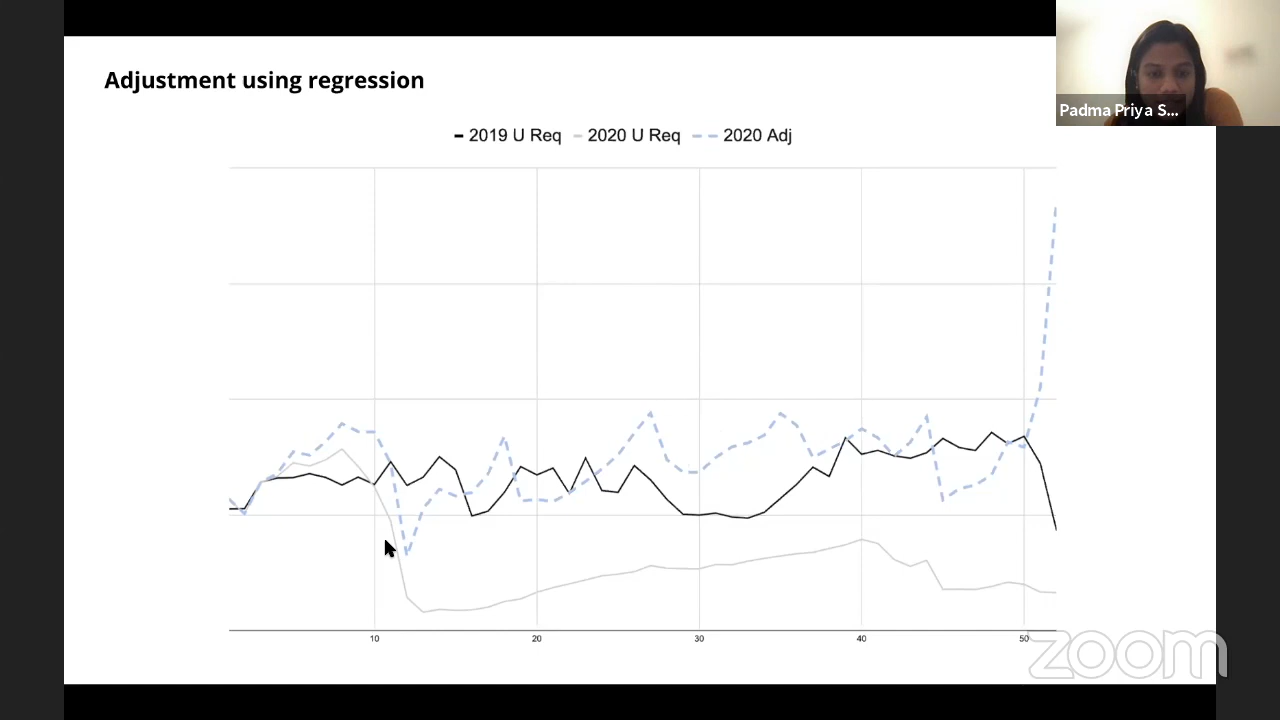 Adjustment using regression
Padma Priya S...
2019 U Req 2020 U Req 2020 Adj
10 20 30 40 50
zoom